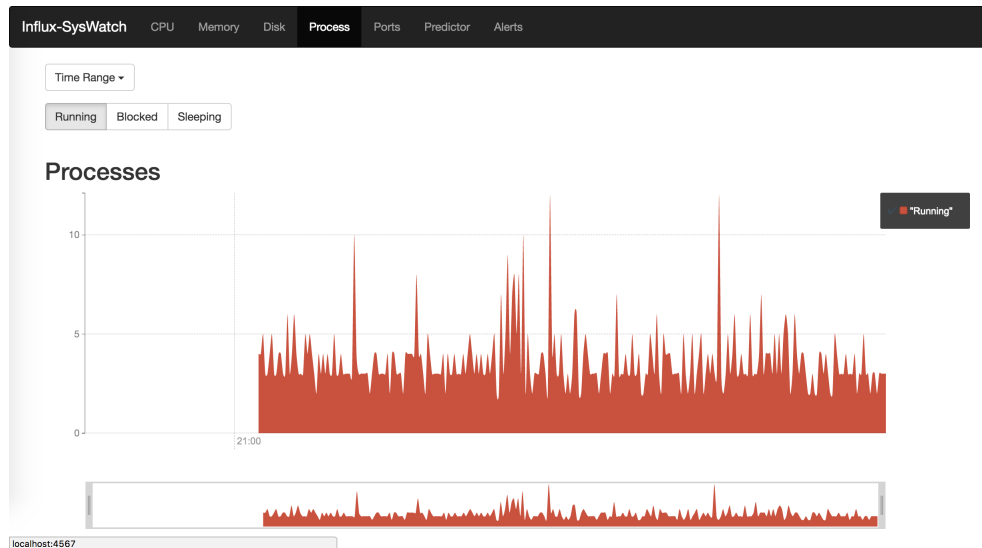 Influx-SysWatch CPU Memory Disk Process Ports Predictor Alerts
Time Range
Running Blocked Sleeping
Processes
"Running"
10
5
0
21:00
localhost:4567